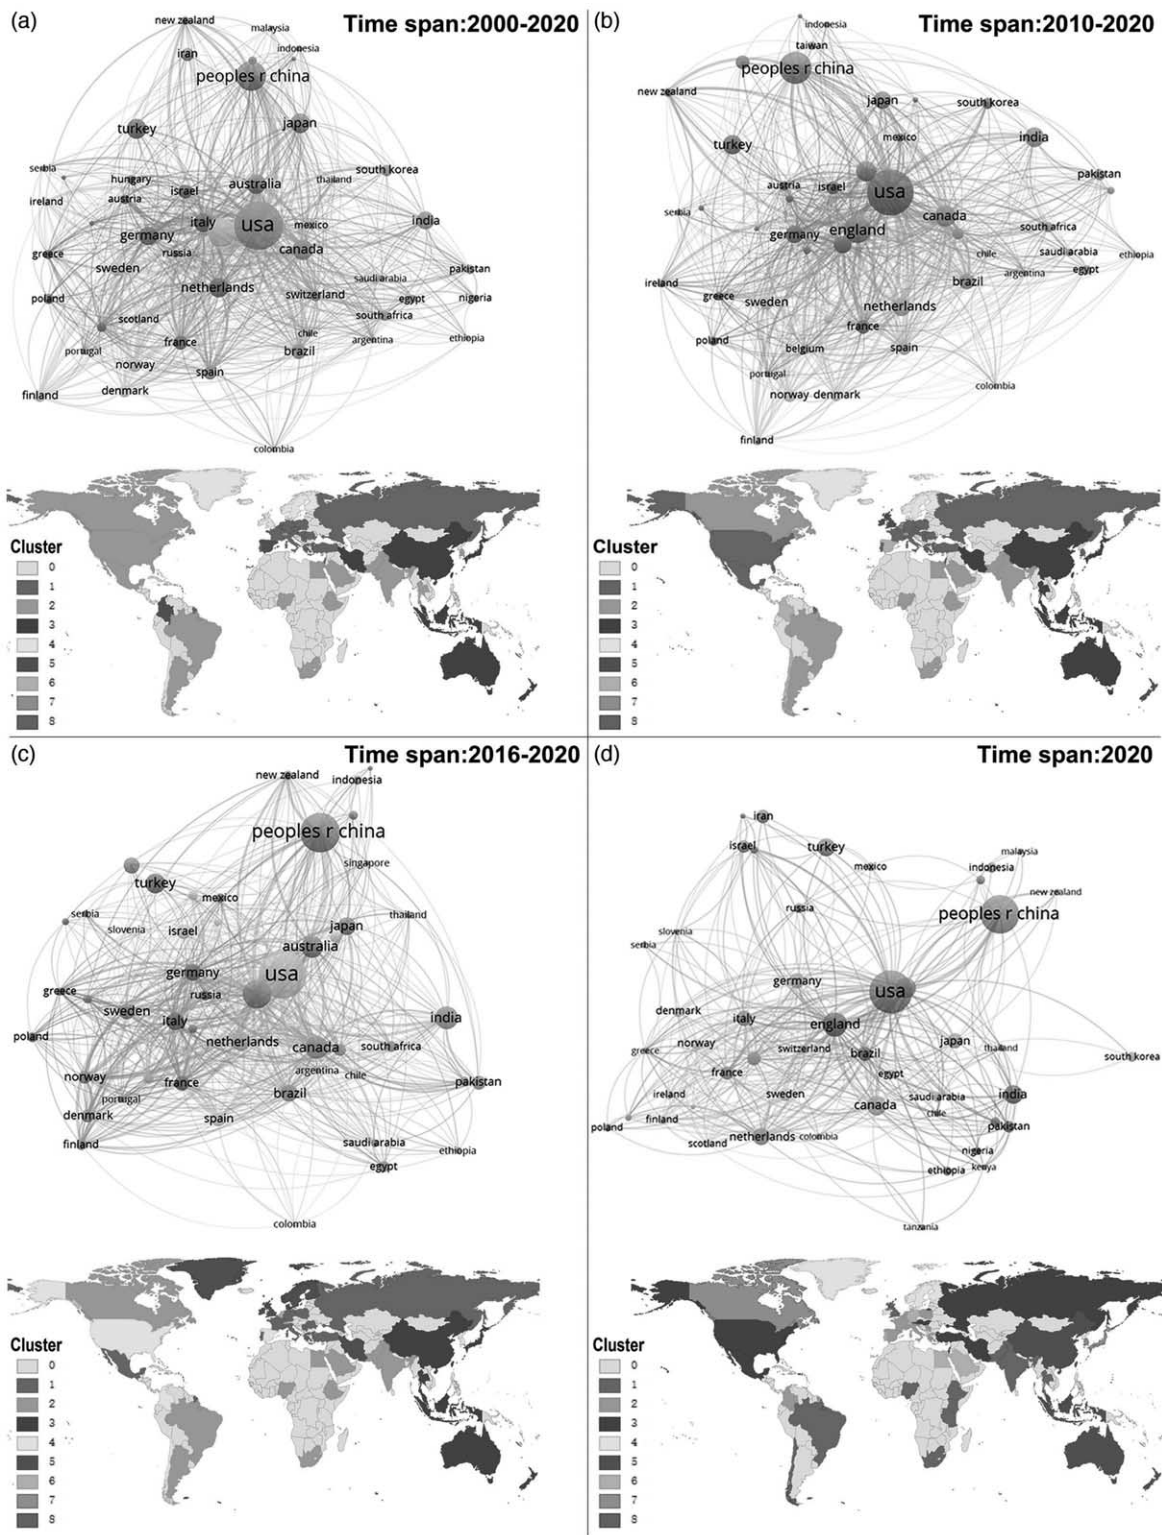 (a)
Time span:2000-2020
new zealand
malaysia
iran
indonesia
peoples r china
turkey
japan
serbia
hungary
israel
australia
thailand
south korea
ireland
austria
italy
usa
mexico
india
germany
russia
canada
greece
sweden
netherlands
saudi arabia
pakistan
poland
switzerland
egypt
nigeria
scotland
south africa
portugal
france
chile
argentina
ethiopia
norway
brazil
spain
finland
denmark
colombia
Cluster
0
1
2
3
4
5
6
7
8
(b)
Time span:2010-2020
indonesia
taiwan
peoples r china
new zealand
japan
south korea
turkey
mexico
india
austria
israel
usa
pakistan
serbia
canada
germany
england
south africa
chile
saudi arabia
ethiopia
ireland
argentina
egypt
greece
sweden
netherlands
brazil
poland
france
belgium
spain
portugal
colombia
norway
denmark
finland
Cluster
0
1
2
3
4
5
6
7
8
(c)
Time span:2016-2020
new zealand
indonesia
peoples r china
singapore
turkey
mexico
serbia
slovenia
israel
japan
thailand
australia
germany
usa
greece
russia
sweden
italy
india
poland
netherlands
canada
south africa
norway
france
argentina
chile
pakistan
portugal
brazil
denmark
spain
finland
saudi arabia
ethiopia
egypt
colombia
Cluster
0
1
2
3
4
5
6
7
8
(d)
Time span:2020
iran
israel
turkey
mexico
malaysia
indonesia
new zealand
russia
peoples r china
slovenia
serbia
germany
usa
denmark
italy
england
norway
switzerland
brazil
japan
thailand
greece
south korea
france
egypt
ireland
sweden
canada
saudi arabia
india
finland
chile
poland
scotland
netherlands
colombia
pakistan
nigeria
ethiopia
kenya
tanzania
Cluster
0
1
2
3
4
5
6
7
8